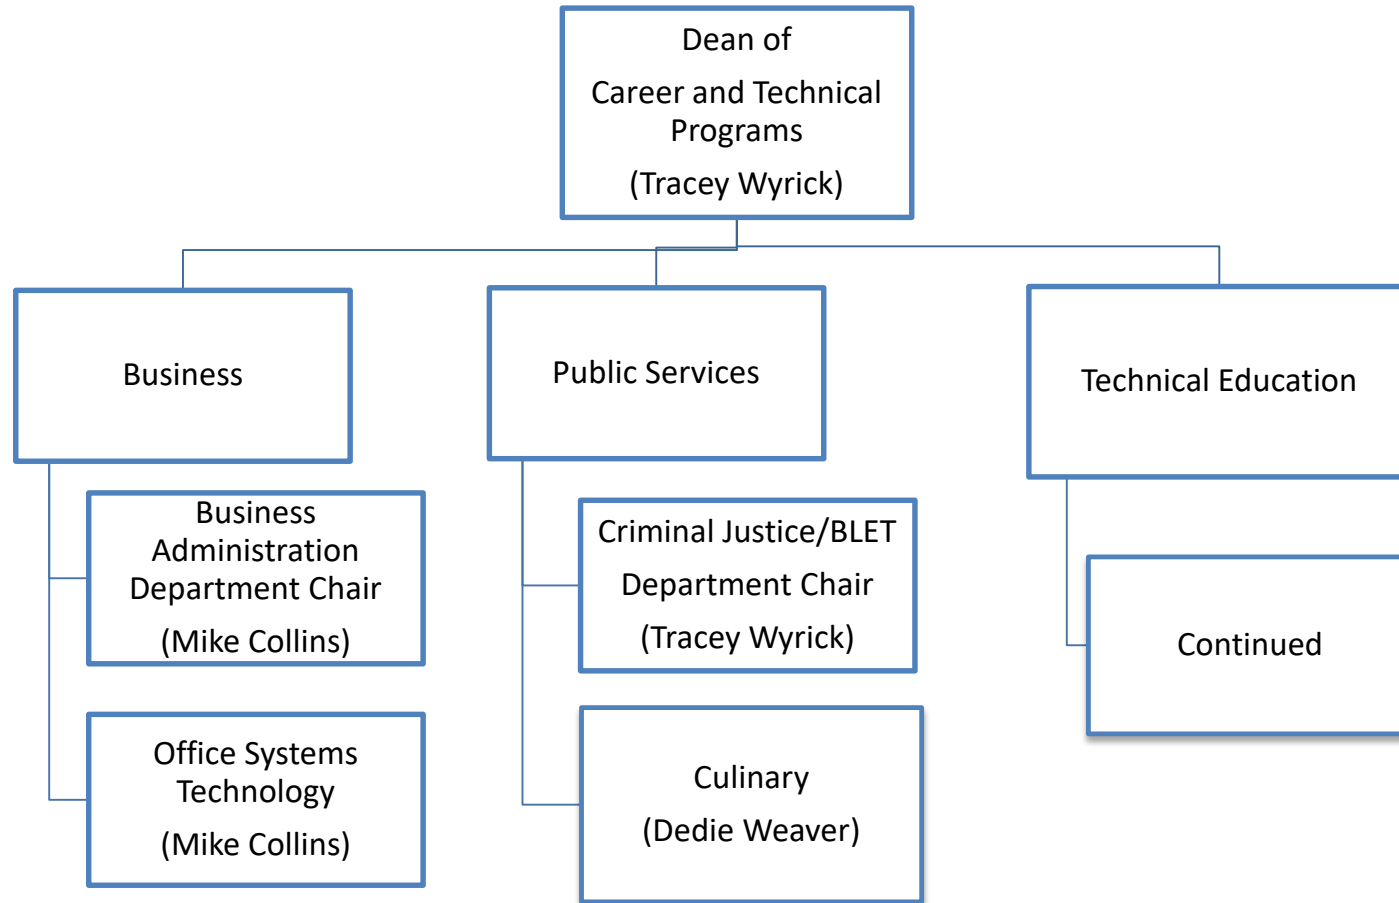 Dean of
Career and Technical
Programs
(Tracey Wyrick)
Business
Public Services
Technical Education
Business
Administration
Department Chair
(Mike Collins)
Criminal Justice/BLET
Department Chair
(Tracey Wyrick)
Continued
Office Systems
Technology
(Mike Collins)
Culinary
(Dedie Weaver)